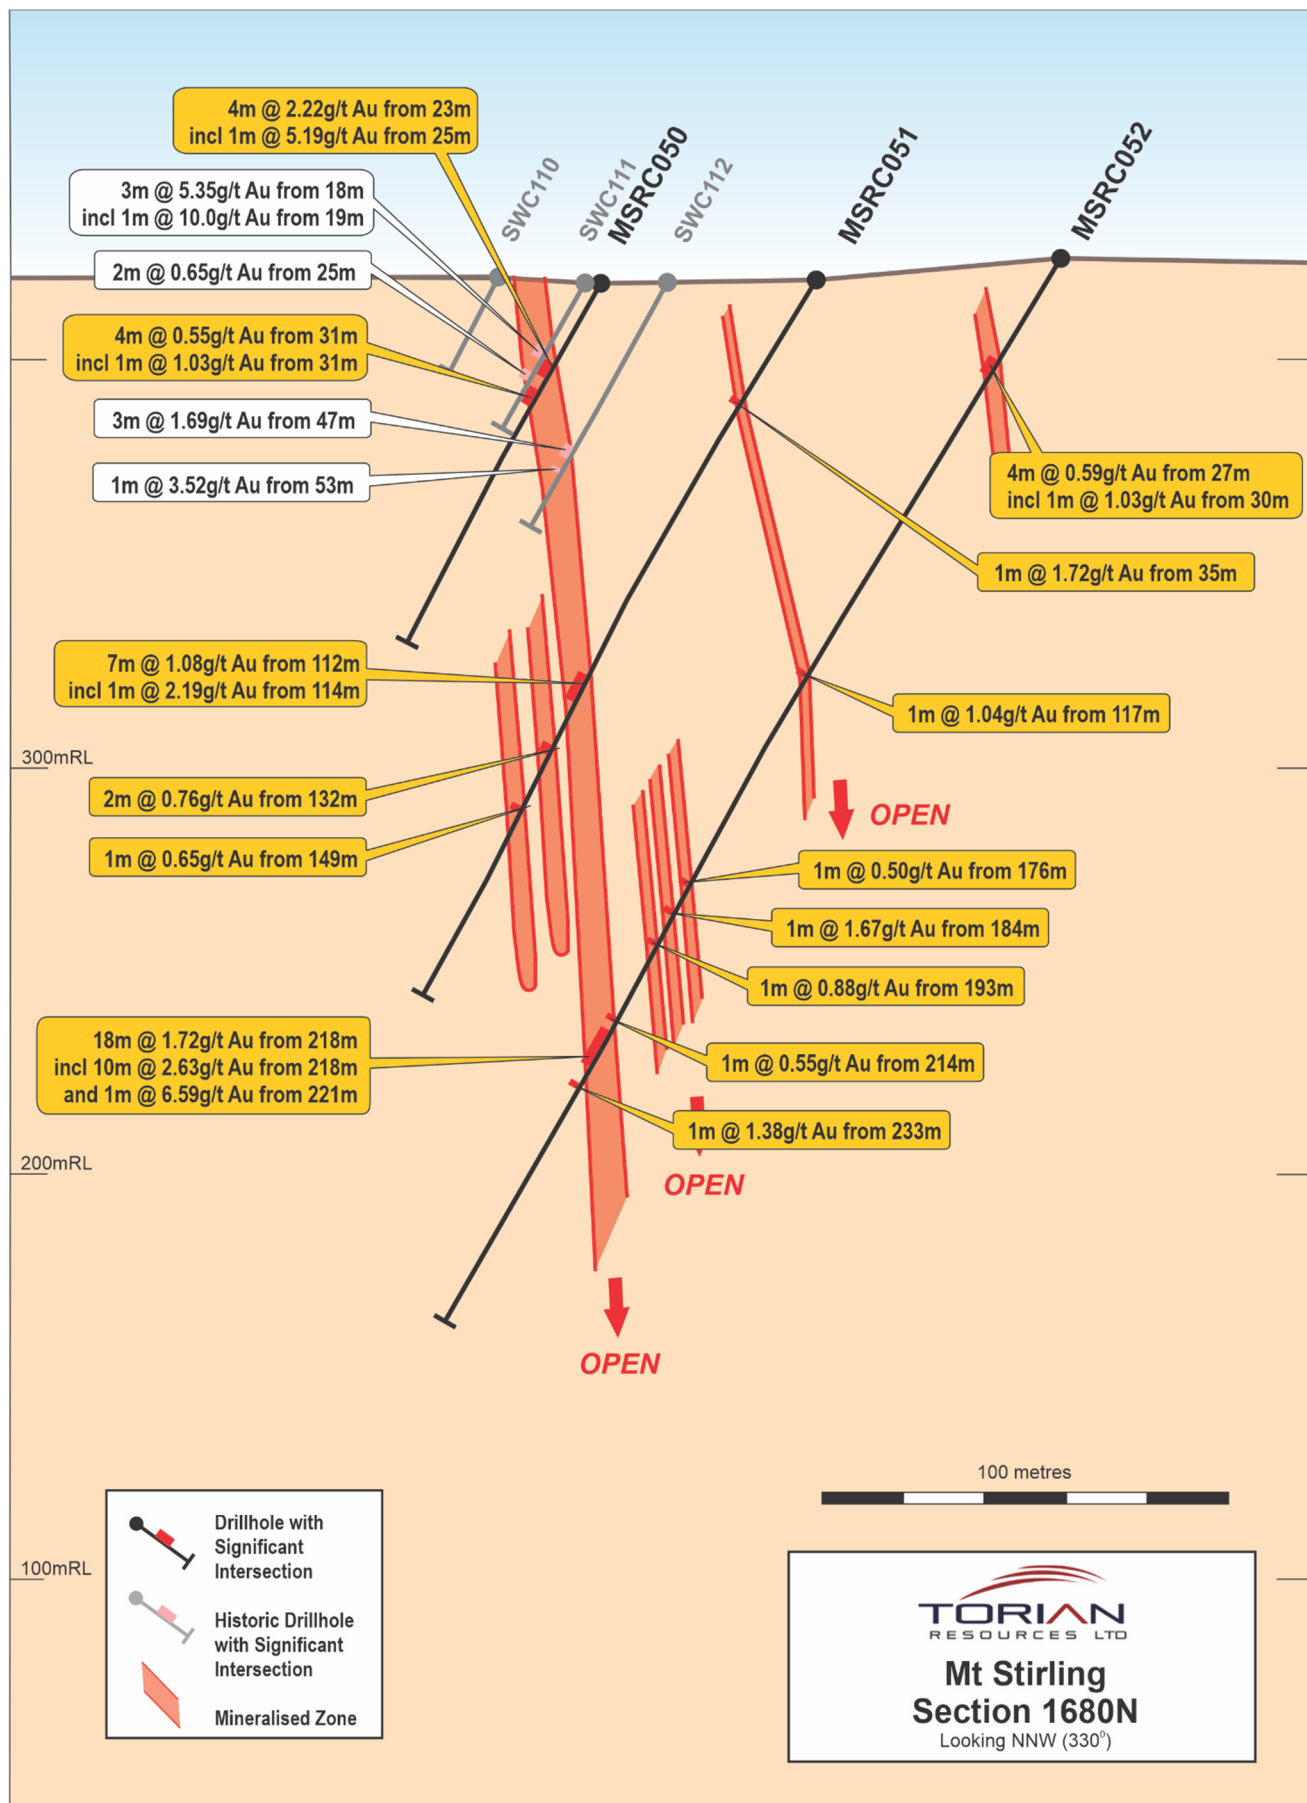 4m @ 2.22g/t Au from 23m
incl 1m @ 5.19g/t Au from 25m
3m @ 5.35g/t Au from 18m
incl 1m @ 10.0g/t Au from 19m
2m @ 0.65g/t Au from 25m
4m @ 0.55g/t Au from 31m
incl 1m @ 1.03g/t Au from 31m
3m @ 1.69g/t Au from 47m
1m @ 3.52g/t Au from 53m
SWC110
SWC111
MSRC050
SWC112
MSRC051
MSRC052
4m @ 0.59g/t Au from 27m
incl 1m @ 1.03g/t Au from 30m
1m @ 1.72g/t Au from 35m
7m @ 1.08g/t Au from 112m
incl 1m @ 2.19g/t Au from 114m
1m @ 1.04g/t Au from 117m
300mRL
2m @ 0.76g/t Au from 132m
OPEN
1m @ 0.65g/t Au from 149m
1m @ 0.50g/t Au from 176m
1m @ 1.67g/t Au from 184m
1m @ 0.88g/t Au from 193m
18m @ 1.72g/t Au from 218m
incl 10m @ 2.63g/t Au from 218m
and 1m @ 6.59g/t Au from 221m
1m @ 0.55g/t Au from 214m
1m @ 1.38g/t Au from 233m
200mRL
OPEN
OPEN
100 metres
100mRL
Drillhole with
Significant
Intersection
Historic Drillhole
with Significant
Intersection
Mineralised Zone
TORIAN
RESOURCES LTD
Mt Stirling
Section 1680N
Looking NNW (330⁰)